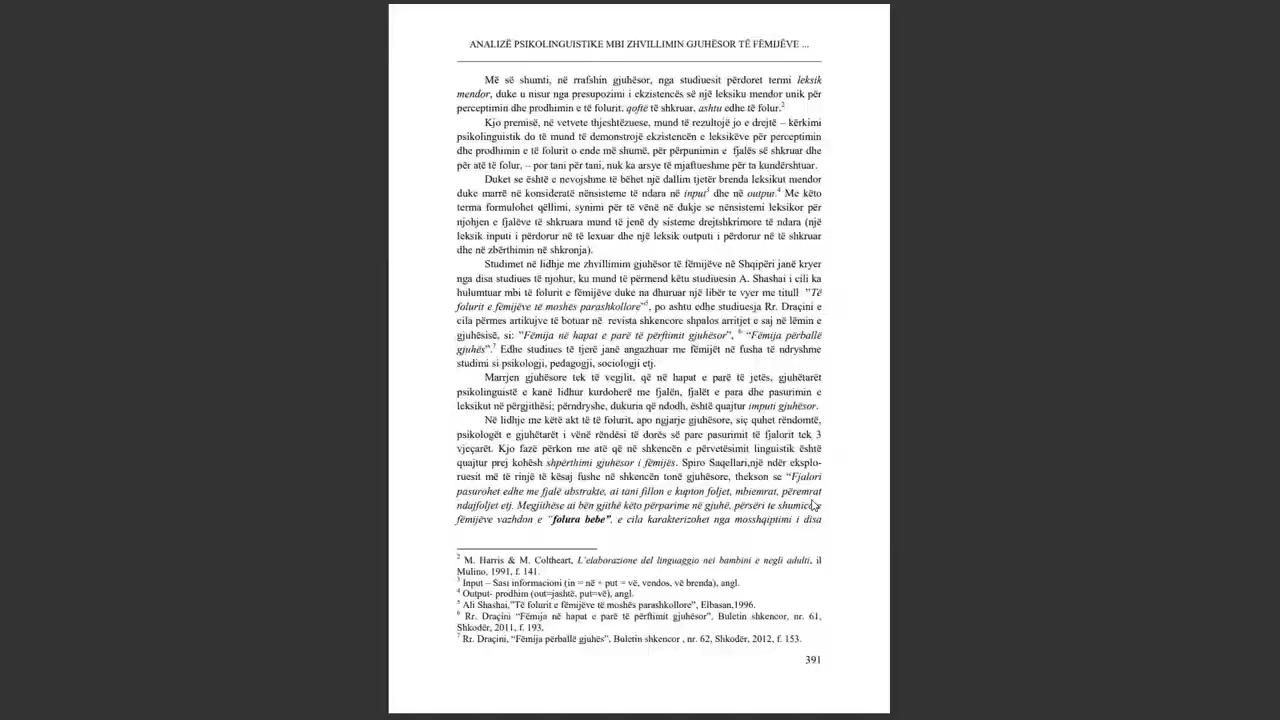 ANALIZË PSIKOLINGUISTIKE MBI ZHVILLIMIN GJUHËSOR TË FËMIJËVE ...
Më së shumti, në rrafshin gjuhësor, nga studiuesit përdoret termi leksik
mendor, duke u nisur nga presupozimi i ekzistencës së një leksiku mendor unik për
perceptimin dhe prodhimin e të folurit, qoftë të shkruar, ashtu edhe të folur.2
Kjo premisë, në vetvete thjeshtëzuese, mund të rezultojë jo e drejtë – kërkimi
psikolinguistik do të mund të demonstrojë ekzistencën e leksikëve për perceptimin
dhe prodhimin e të folurit o ende më shumë, për përpunimin e fjalës së shkruar dhe
për atë të folur, – por tani për tani, nuk ka arsye të mjaftueshme për ta kundërshtuar.
Duket se është e nevojshme të bëhet një dallim tjetër brenda leksikut mendor
duke marrë në konsideratë nënsisteme të ndara në input3 dhe në output.4 Me këto
terma formulohet qëllimi, synimi për të vënë në dukje se nënsistemi leksikor për
njohjen e fjalëve të shkruara mund të jenë dy sisteme drejtshkrimore të ndara (një
leksik inputi i përdorur në të lexuar dhe një leksik outputi i përdorur në të shkruar
dhe në zbërthimin në shkronja).
Studimet në lidhje me zhvillimim gjuhësor të fëmijëve në Shqipëri janë kryer
nga disa studiues të njohur, ku mund të përmend këtu studiuesin A. Shashai i cili ka
hulumtuar mbi të folurit e fëmijëve duke na dhuruar një libër te vyer me titull ”Të
folurit e fëmijëve të moshës parashkollore”5, po ashtu edhe studiuesja Rr. Draçini e
cila përmes artikujve të botuar në revista shkencore shpalos arritjet e saj në lëmin e
gjuhësisë, si: ”Fëmija në hapat e parë të përftimit gjuhësor”, 6 “Fëmija përballë
gjuhës”.7 Edhe studiues të tjerë janë angazhuar me fëmijët në fusha të ndryshme
studimi si psikologji, pedagogji, sociologji etj.
Marrjen gjuhësore tek të vegjlit, që në hapat e parë të jetës, gjuhëtarët
psikolinguistë e kanë lidhur kurdoherë me fjalën, fjalët e para dhe pasurimin e
leksikut në përgjithësi; përndryshe, dukuria që ndodh, është quajtur imputi gjuhësor.
Në lidhje me këtë akt të të folurit, apo ngjarje gjuhësore, siç quhet rëndomtë,
psikologët e gjuhëtarët i vënë rëndësi të dorës së pare pasurimit të fjalorit tek 3
vjeçarët. Kjo fazë përkon me atë që në shkencën e përvetësimit linguistik është
quajtur prej kohësh shpërthimi gjuhësor i fëmijës. Spiro Saqellari,një ndër eksplo-
ruesit më të rinjë të kësaj fushe në shkencën tonë gjuhësore, thekson se “Fjalori
pasurohet edhe me fjalë abstrakte, ai tani fillon e kupton foljet, mbiemrat, përemrat
ndajfoljet etj. Megjithëse ai bën gjithë këto përparime në gjuhë, përsëri te shumica e
fëmijëve vazhdon e “folura bebe”, e cila karakterizohet nga mosshqiptimi i disa
2 M. Harris & M. Coltheart, L’elaborazione del linguaggio nei bambini e negli adulti, il
Mulino, 1991, f. 141.
3 Input – Sasi informacioni (in = në + put = vë, vendos, vë brenda), angl.
4 Output- prodhim (out=jashtë, put=vë), angl.
5 Ali Shashai,”Të folurit e fëmijëve të moshës parashkollore”, Elbasan,1996.
6 Rr. Draçini “Fëmija në hapat e parë të përftimit gjuhësor”, Buletin shkencor, nr. 61,
Shkodër, 2011, f. 193.
7 Rr. Draçini, “Fëmija përballë gjuhës”, Buletin shkencor , nr. 62, Shkodër, 2012, f. 153.
391